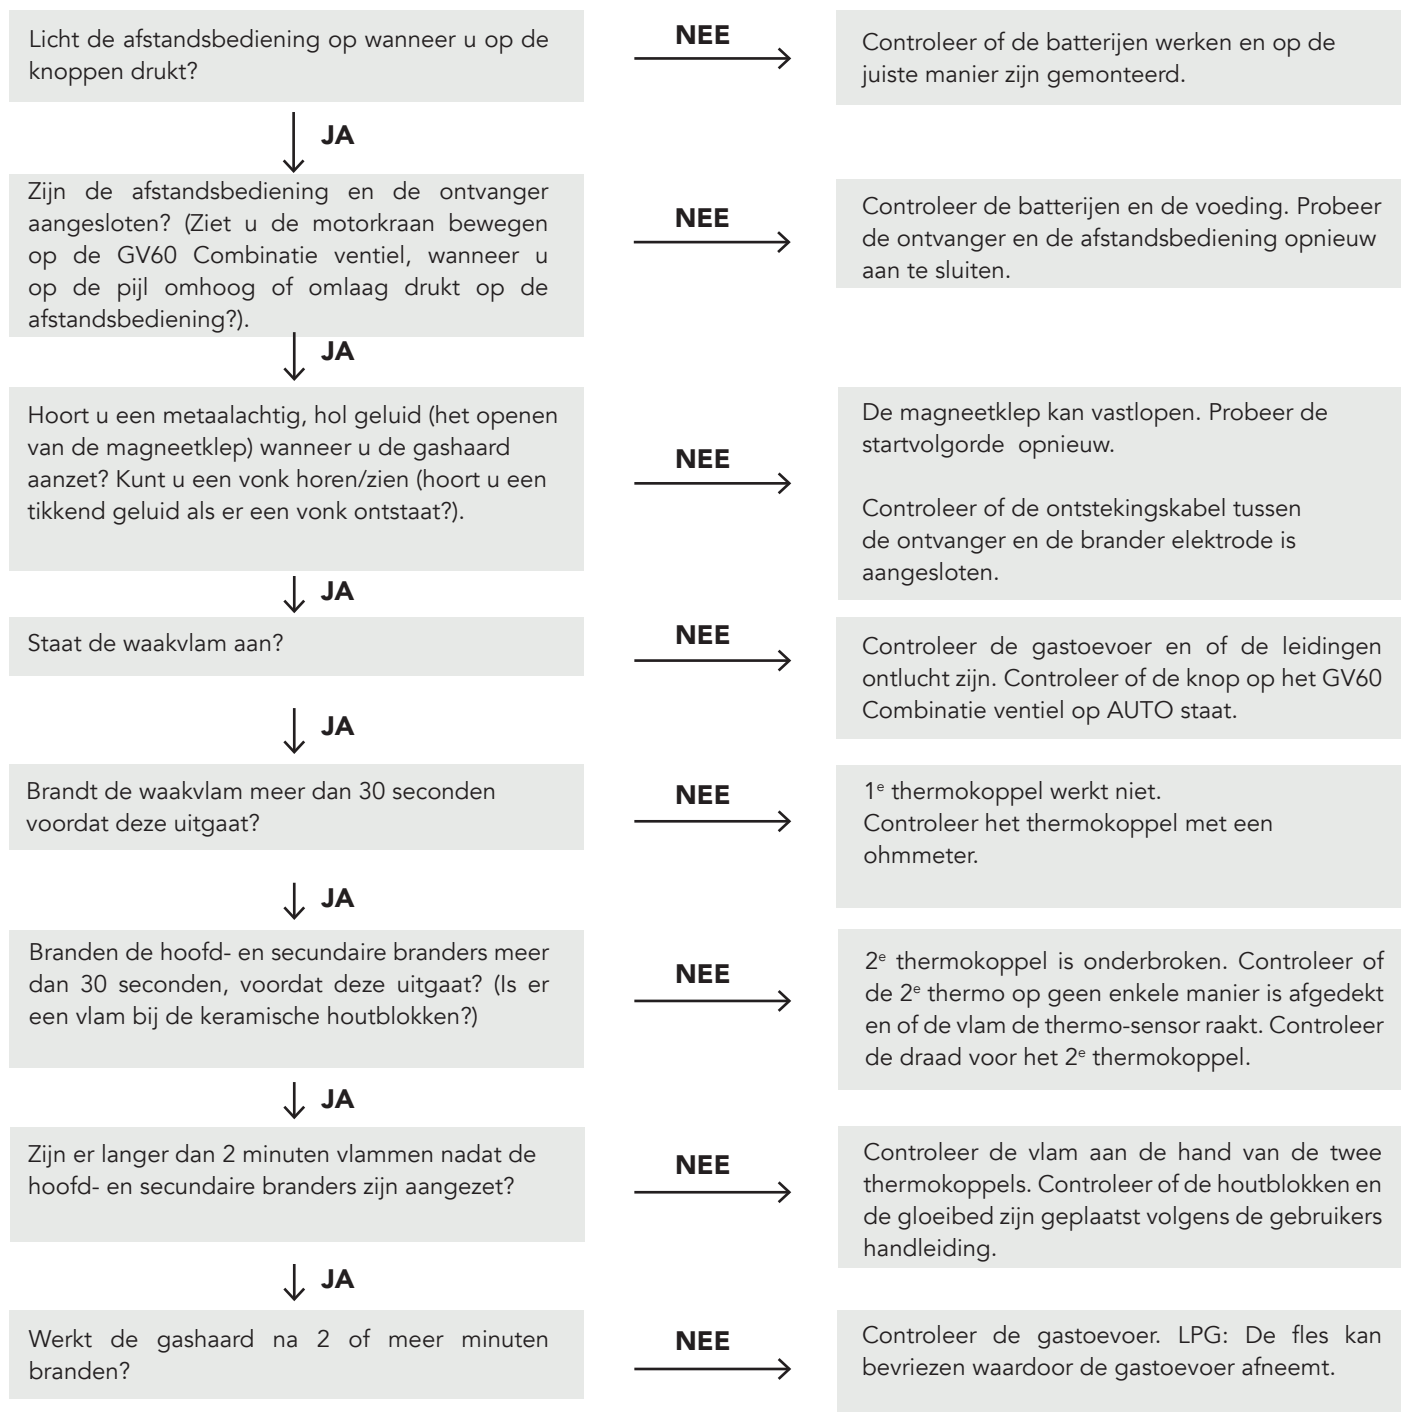 Licht de afstandsbediening op wanneer u op de
knoppen drukt?
NEE
Controleer of de batterijen werken en op de
juiste manier zijn gemonteerd.
JA
Zijn de afstandsbediening en de ontvanger
aangesloten? (Ziet u de motorkraan bewegen
op de GV60 Combinatie ventiel, wanneer u
op de pijl omhoog of omlaag drukt op de
afstandsbediening?).
NEE
Controleer de batterijen en de voeding. Probeer
de ontvanger en de afstandsbediening opnieuw
aan te sluiten.
JA
Hoort u een metaalachtig, hol geluid (het openen
van de magneetklep) wanneer u de gashaard
aanzet? Kunt u een vonk horen/zien (hoort u een
tikkend geluid als er een vonk ontstaat?).
NEE
De magneetklep kan vastlopen. Probeer de
startvolgorde opnieuw.
Controleer of de ontstekingskabel tussen
de ontvanger en de brander elektrode is
aangesloten.
JA
Staat de waakvlam aan?
NEE
Controleer de gastoevoer en of de leidingen
ontlucht zijn. Controleer of de knop op het GV60
Combinatie ventiel op AUTO staat.
JA
Brandt de waakvlam meer dan 30 seconden
voordat deze uitgaat?
NEE
1e thermokoppel werkt niet.
Controleer het thermokoppel met een
ohmmeter.
JA
Branden de hoofd- en secundaire branders meer
dan 30 seconden, voordat deze uitgaat? (Is er
een vlam bij de keramische houtblokken?)
NEE
2e thermokoppel is onderbroken. Controleer of
de 2e thermo op geen enkele manier is afgedekt
en of de vlam de thermo-sensor raakt. Controleer
de draad voor het 2e thermokoppel.
JA
Zijn er langer dan 2 minuten vlammen nadat de
hoofd- en secundaire branders zijn aangezet?
NEE
Controleer de vlam aan de hand van de twee
thermokoppels. Controleer of de houtblokken en
de gloeibed zijn geplaatst volgens de gebruikers
handleiding.
JA
Werkt de gashaard na 2 of meer minuten
branden?
NEE
Controleer de gastoevoer. LPG: De fles kan
bevriezen waardoor de gastoevoer afneemt.